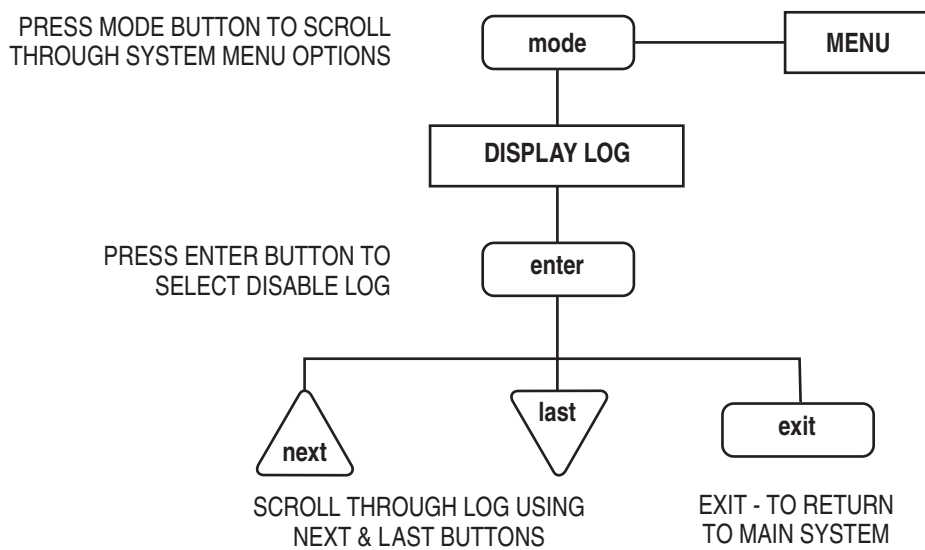 PRESS MODE BUTTON TO SCROLL
THROUGH SYSTEM MENU OPTIONS
mode
MENU
DISPLAY LOG
PRESS ENTER BUTTON TO
SELECT DISABLE LOG
enter
next
last
exit
SCROLL THROUGH LOG USING
NEXT & LAST BUTTONS
EXIT - TO RETURN
TO MAIN SYSTEM